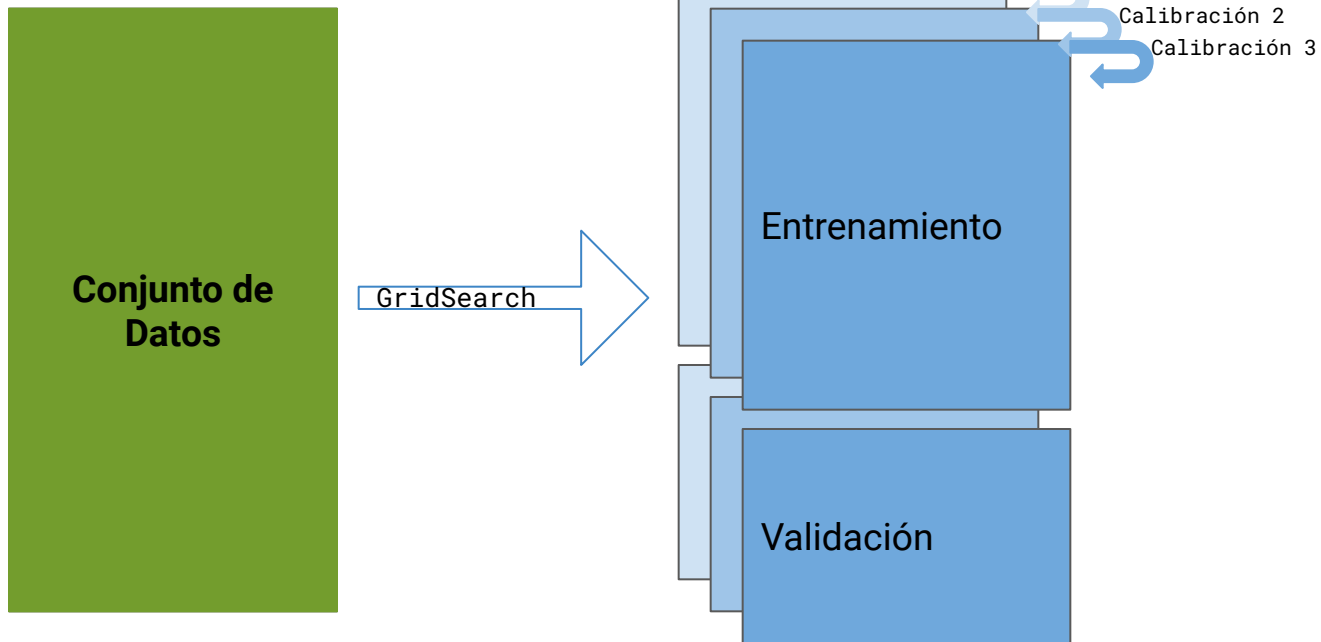 Calibración 2
Calibración 3
Entrenamiento
Conjunto de
Datos
GridSearch
Validación